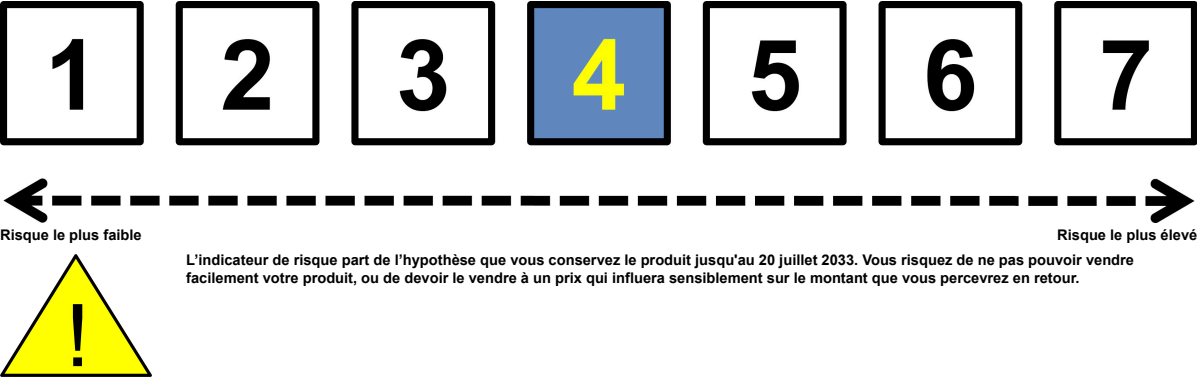 1 2 3 4 5 6 7
Risque le plus faible Risque le plus élevé
L’indicateur de risque part de l’hypothèse que vous conservez le produit jusqu'au 20 juillet 2033. Vous risquez de ne pas pouvoir vendre
facilement votre produit, ou de devoir le vendre à un prix qui influera sensiblement sur le montant que vous percevrez en retour.
!